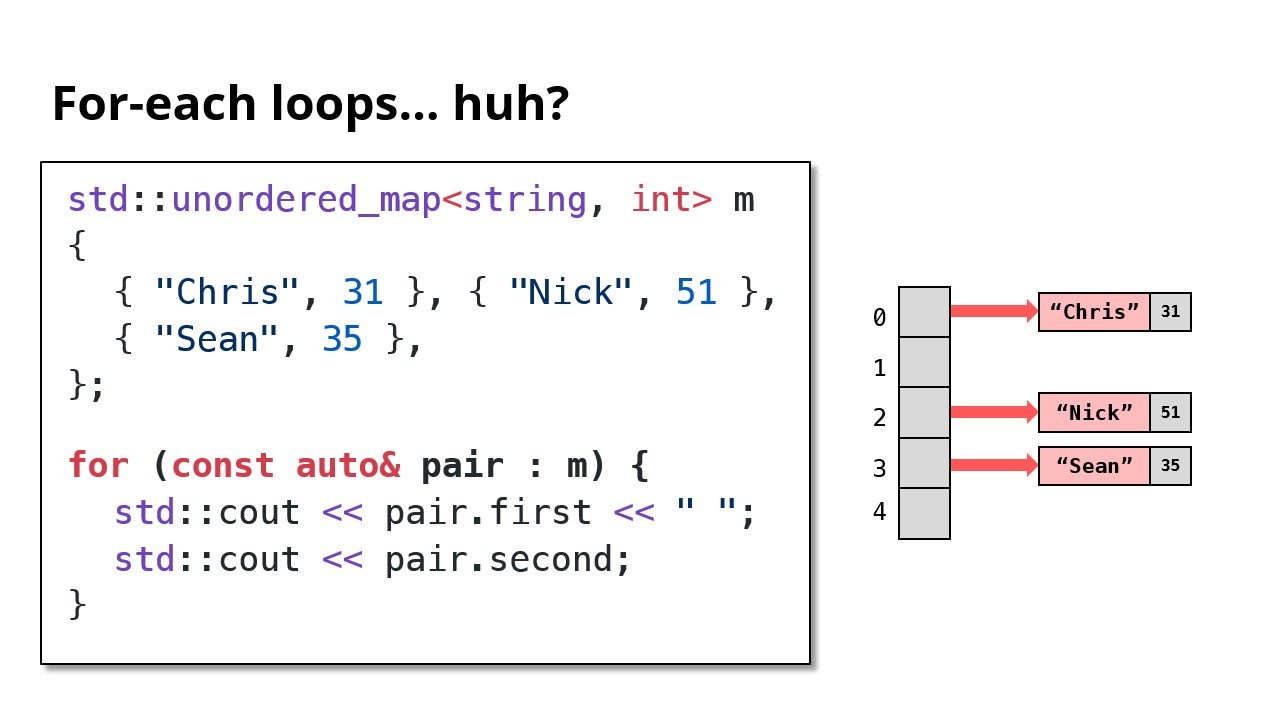 For-each loops… huh?
std::unordered_map<string, int> m
{
{ "Chris", 31 }, { "Nick", 51 },
{ "Sean", 35 },
};
for (const auto& pair : m) {
std::cout << pair.first << " ";
std::cout << pair.second;
}
0 “Chris” 31
1
2 “Nick” 51
3 “Sean” 35
4